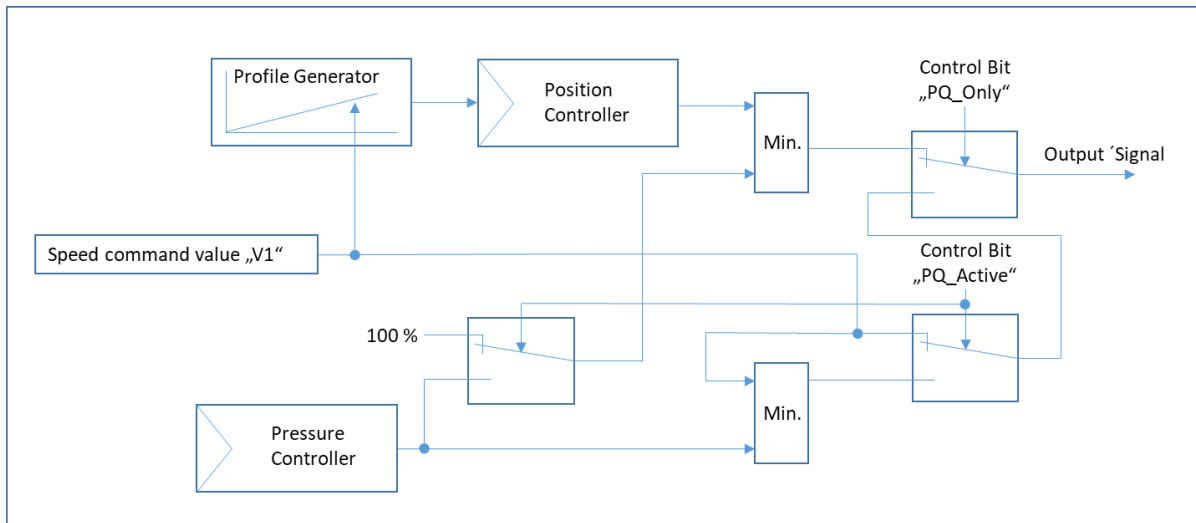 Profile Generator
Position
Controller
Min.
Control Bit
„PQ_Only“
Output ´Signal
Speed command value „V1“
Control Bit
„PQ_Active“
100 %
Min.
Pressure
Controller